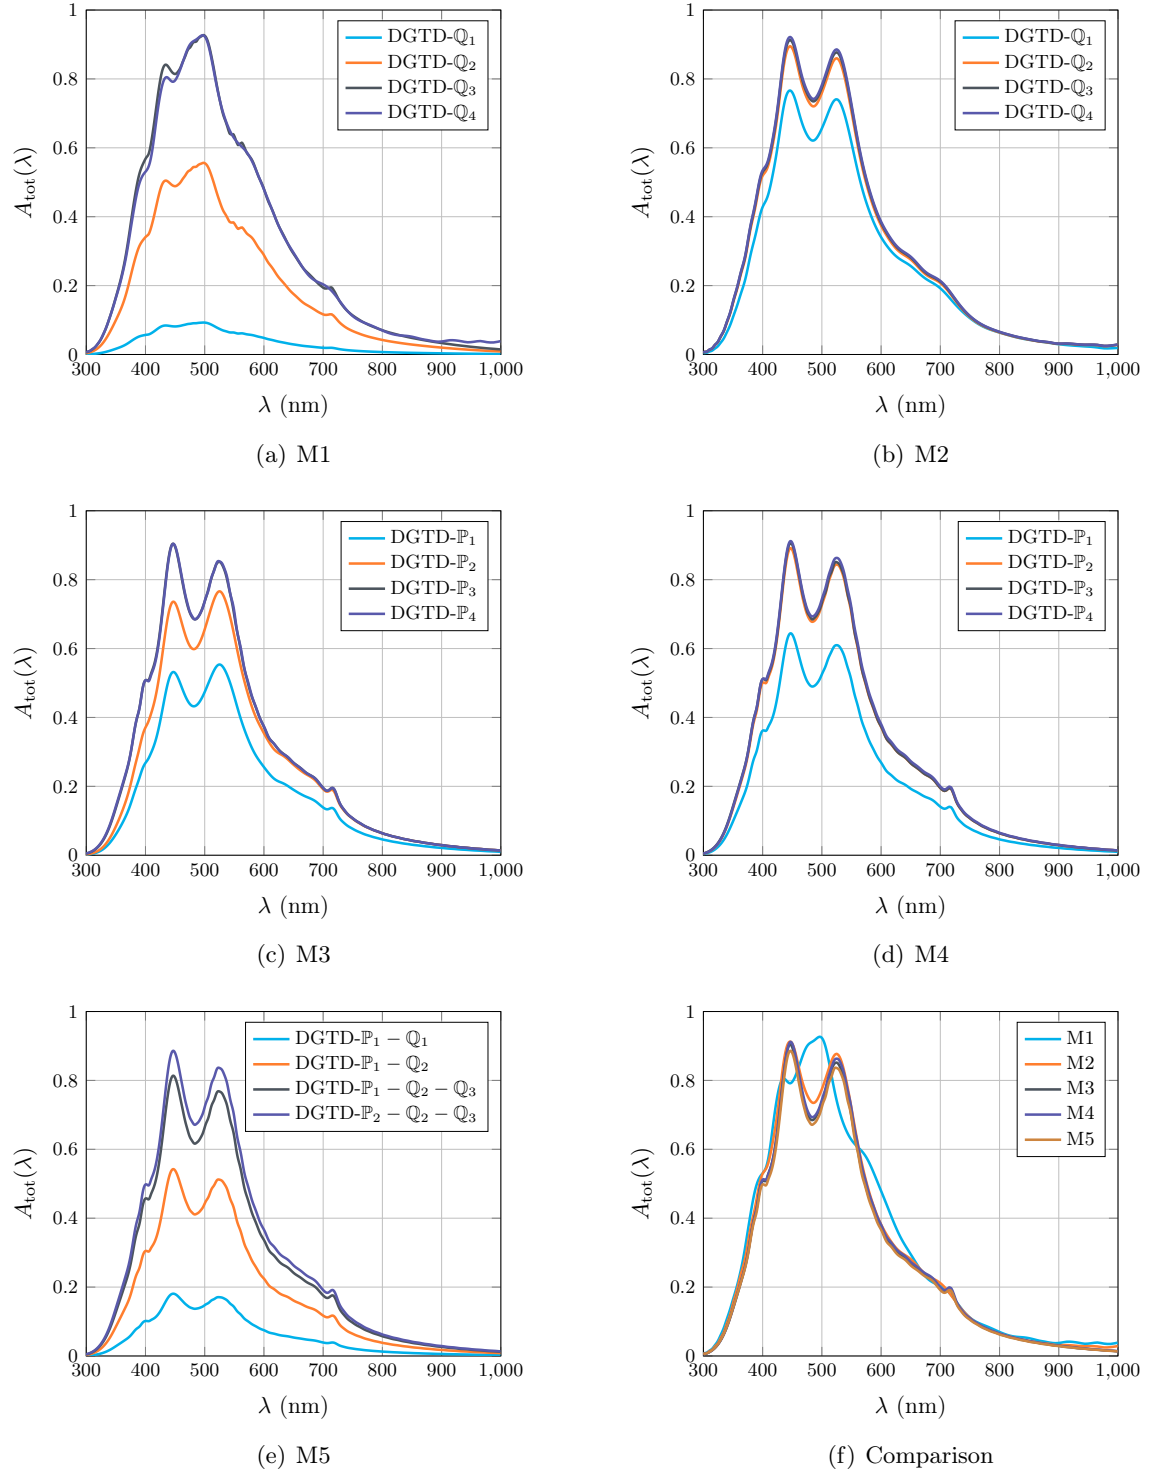 1
0.8
0.6
0.4
0.2
0
300 400 500 600 700 800 900 1,000
λ (nm)
A_tot(λ)
DGTD-ℚ₁
DGTD-ℚ₂
DGTD-ℚ₃
DGTD-ℚ₄
(a) M1
1
0.8
0.6
0.4
0.2
0
300 400 500 600 700 800 900 1,000
λ (nm)
A_tot(λ)
DGTD-ℚ₁
DGTD-ℚ₂
DGTD-ℚ₃
DGTD-ℚ₄
(b) M2
1
0.8
0.6
0.4
0.2
0
300 400 500 600 700 800 900 1,000
λ (nm)
A_tot(λ)
DGTD-ℙ₁
DGTD-ℙ₂
DGTD-ℙ₃
DGTD-ℙ₄
(c) M3
1
0.8
0.6
0.4
0.2
0
300 400 500 600 700 800 900 1,000
λ (nm)
A_tot(λ)
DGTD-ℙ₁
DGTD-ℙ₂
DGTD-ℙ₃
DGTD-ℙ₄
(d) M4
1
0.8
0.6
0.4
0.2
0
300 400 500 600 700 800 900 1,000
λ (nm)
A_tot(λ)
DGTD-ℙ₁ − ℚ₁
DGTD-ℙ₁ − ℚ₂
DGTD-ℙ₁ − ℚ₂ − ℚ₃
DGTD-ℙ₂ − ℚ₂ − ℚ₃
(e) M5
1
0.8
0.6
0.4
0.2
0
300 400 500 600 700 800 900 1,000
λ (nm)
A_tot(λ)
M1
M2
M3
M4
M5
(f) Comparison